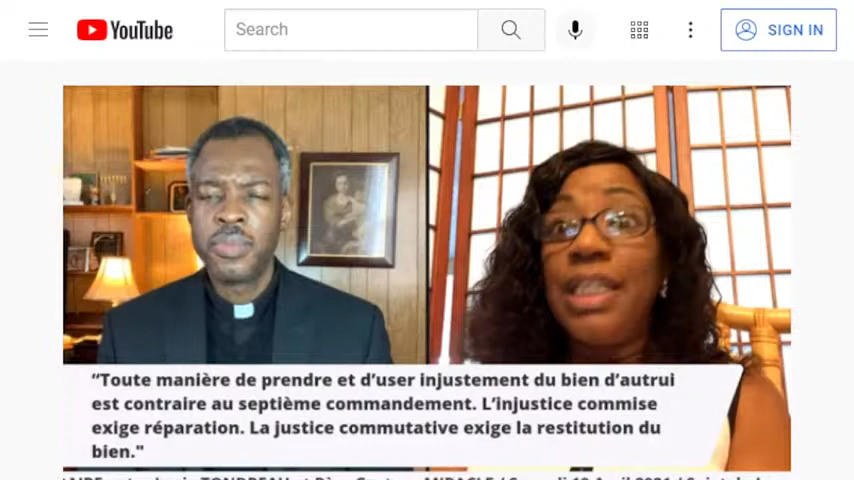 YouTube
Search
SIGN IN
“Toute manière de prendre et d’user injustement du bien d’autrui
est contraire au septième commandement. L’injustice commise
exige réparation. La justice commutative exige la restitution du
bien."